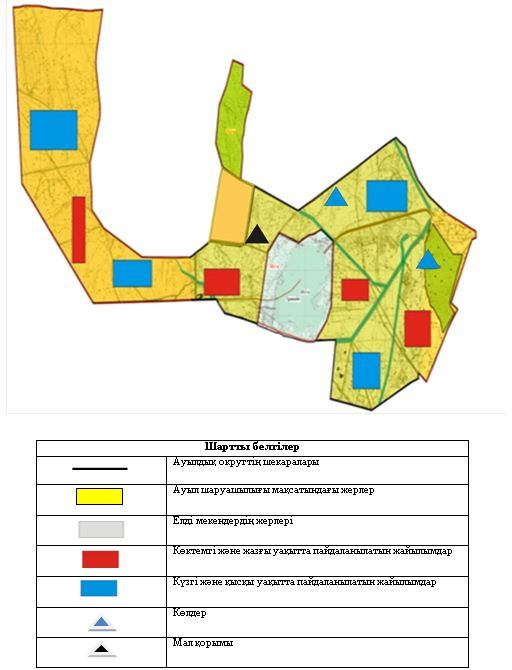 Шартты белгілер
Ауылдық округтің шекаралары
Ауыл шаруашылығы мақсатындағы жерлер
Елді мекендердің жерлері
Көктемгі және жазғы уақытта пайдаланылатын жайылымдар
Күзгі және қысқы уақытта пайдаланылатын жайылымдар
Көлдер
Мал қорымы